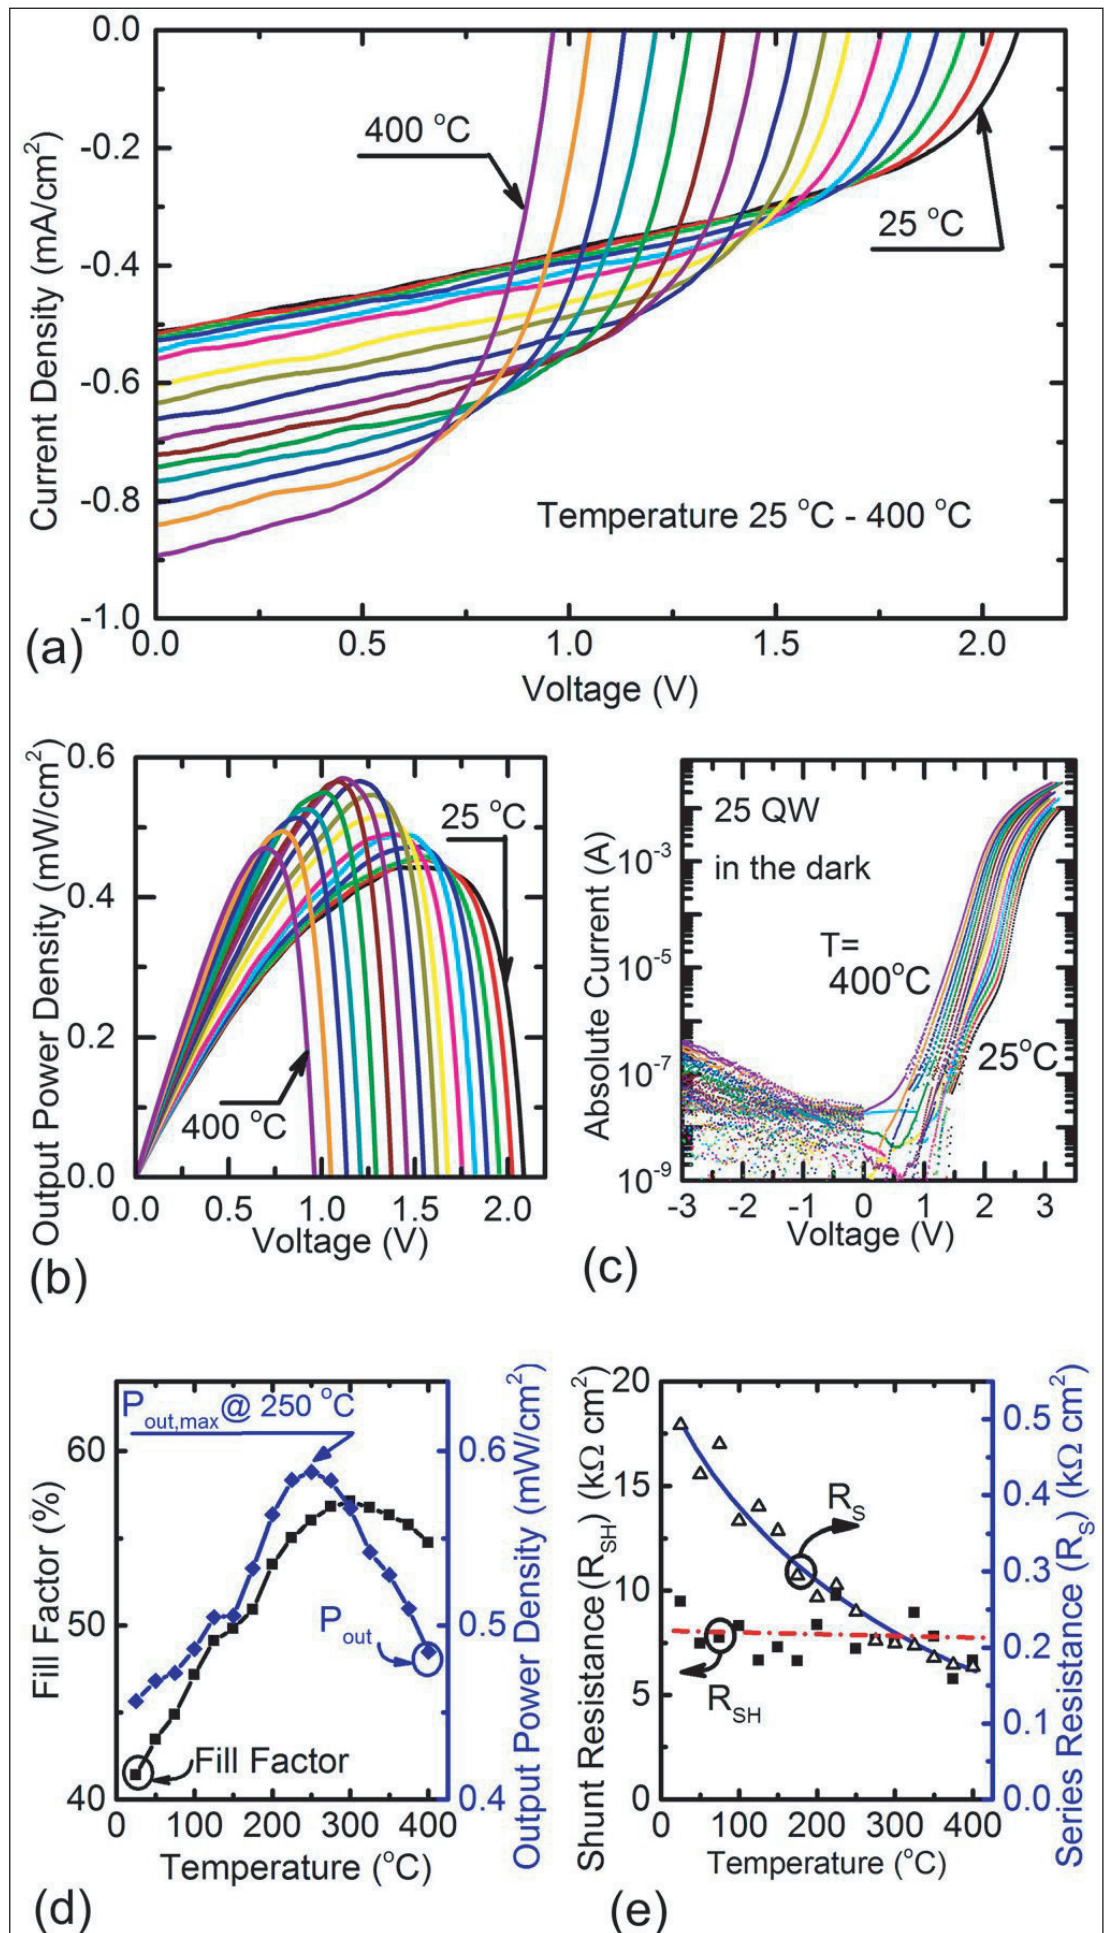 0.0
-0.2
-0.4
-0.6
-0.8
-1.0
Current Density (mA/cm²)
400 °C
25 °C
Temperature 25 °C - 400 °C
0.0 0.5 1.0 1.5 2.0
Voltage (V)
(a)
0.6
0.4
0.2
0.0
Output Power Density (mW/cm²)
25 °C
400 °C
0.0 0.5 1.0 1.5 2.0
Voltage (V)
(b)
10⁻³
10⁻⁵
10⁻⁷
10⁻⁹
Absolute Current (A)
25 QW
in the dark
T=
400°C
25°C
-3 -2 -1 0 1 2 3
Voltage (V)
(c)
60
50
40
Fill Factor (%)
P_out,max @ 250 °C
P_out
Fill Factor
0.6
0.5
0.4
Output Power Density (mW/cm²)
0 100 200 300 400
Temperature (°C)
(d)
20
15
10
5
0
Shunt Resistance (R_SH) (kΩ cm²)
R_S
R_SH
0.5
0.4
0.3
0.2
0.1
0.0
Series Resistance (R_S) (kΩ cm²)
0 100 200 300 400
Temperature (°C)
(e)